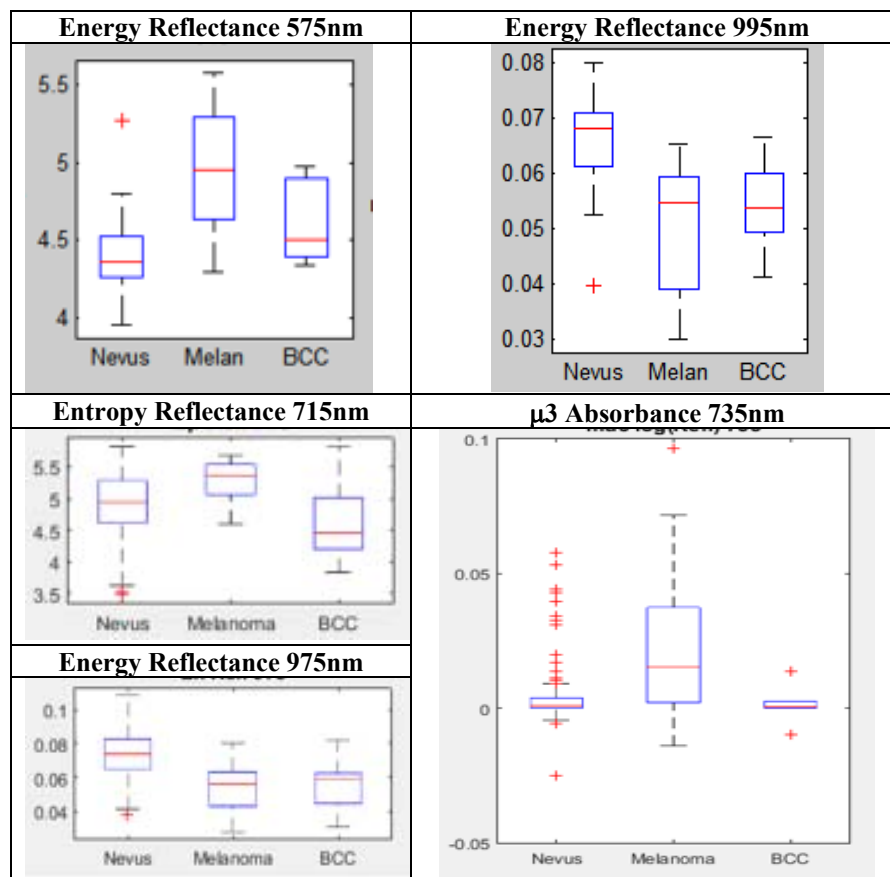 Energy Reflectance 575nm
5.5
5
4.5
4
Nevus Melan BCC
Energy Reflectance 995nm
0.08
0.07
0.06
0.05
0.04
0.03
Nevus Melan BCC
Entropy Reflectance 715nm
5.5
5
4.5
4
3.5
Nevus Melanoma BCC
μ3 Absorbance 735nm
0.1
0.05
0
-0.05
Nevus Melanoma BCC
Energy Reflectance 975nm
0.1
0.08
0.06
0.04
Nevus Melanoma BCC